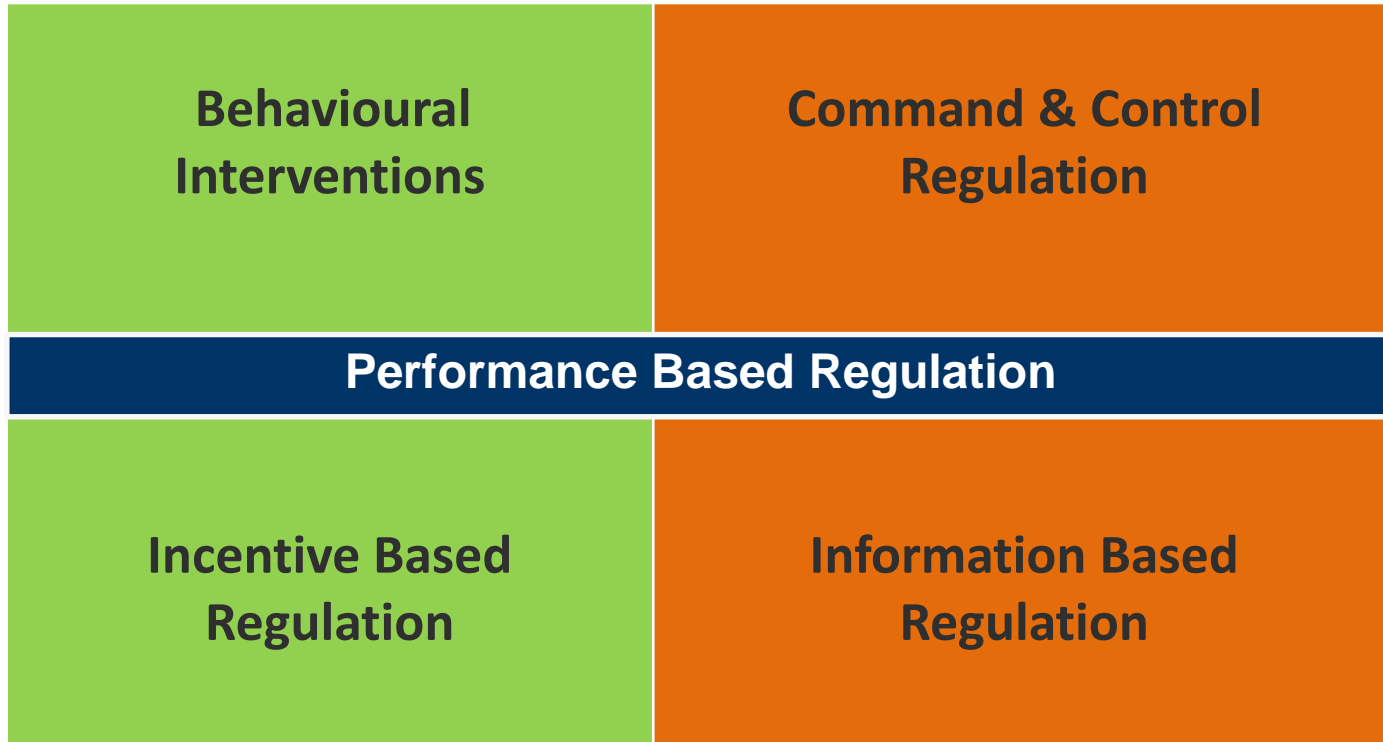 Behavioural
Interventions
Command & Control
Regulation
Performance Based Regulation
Incentive Based
Regulation
Information Based
Regulation